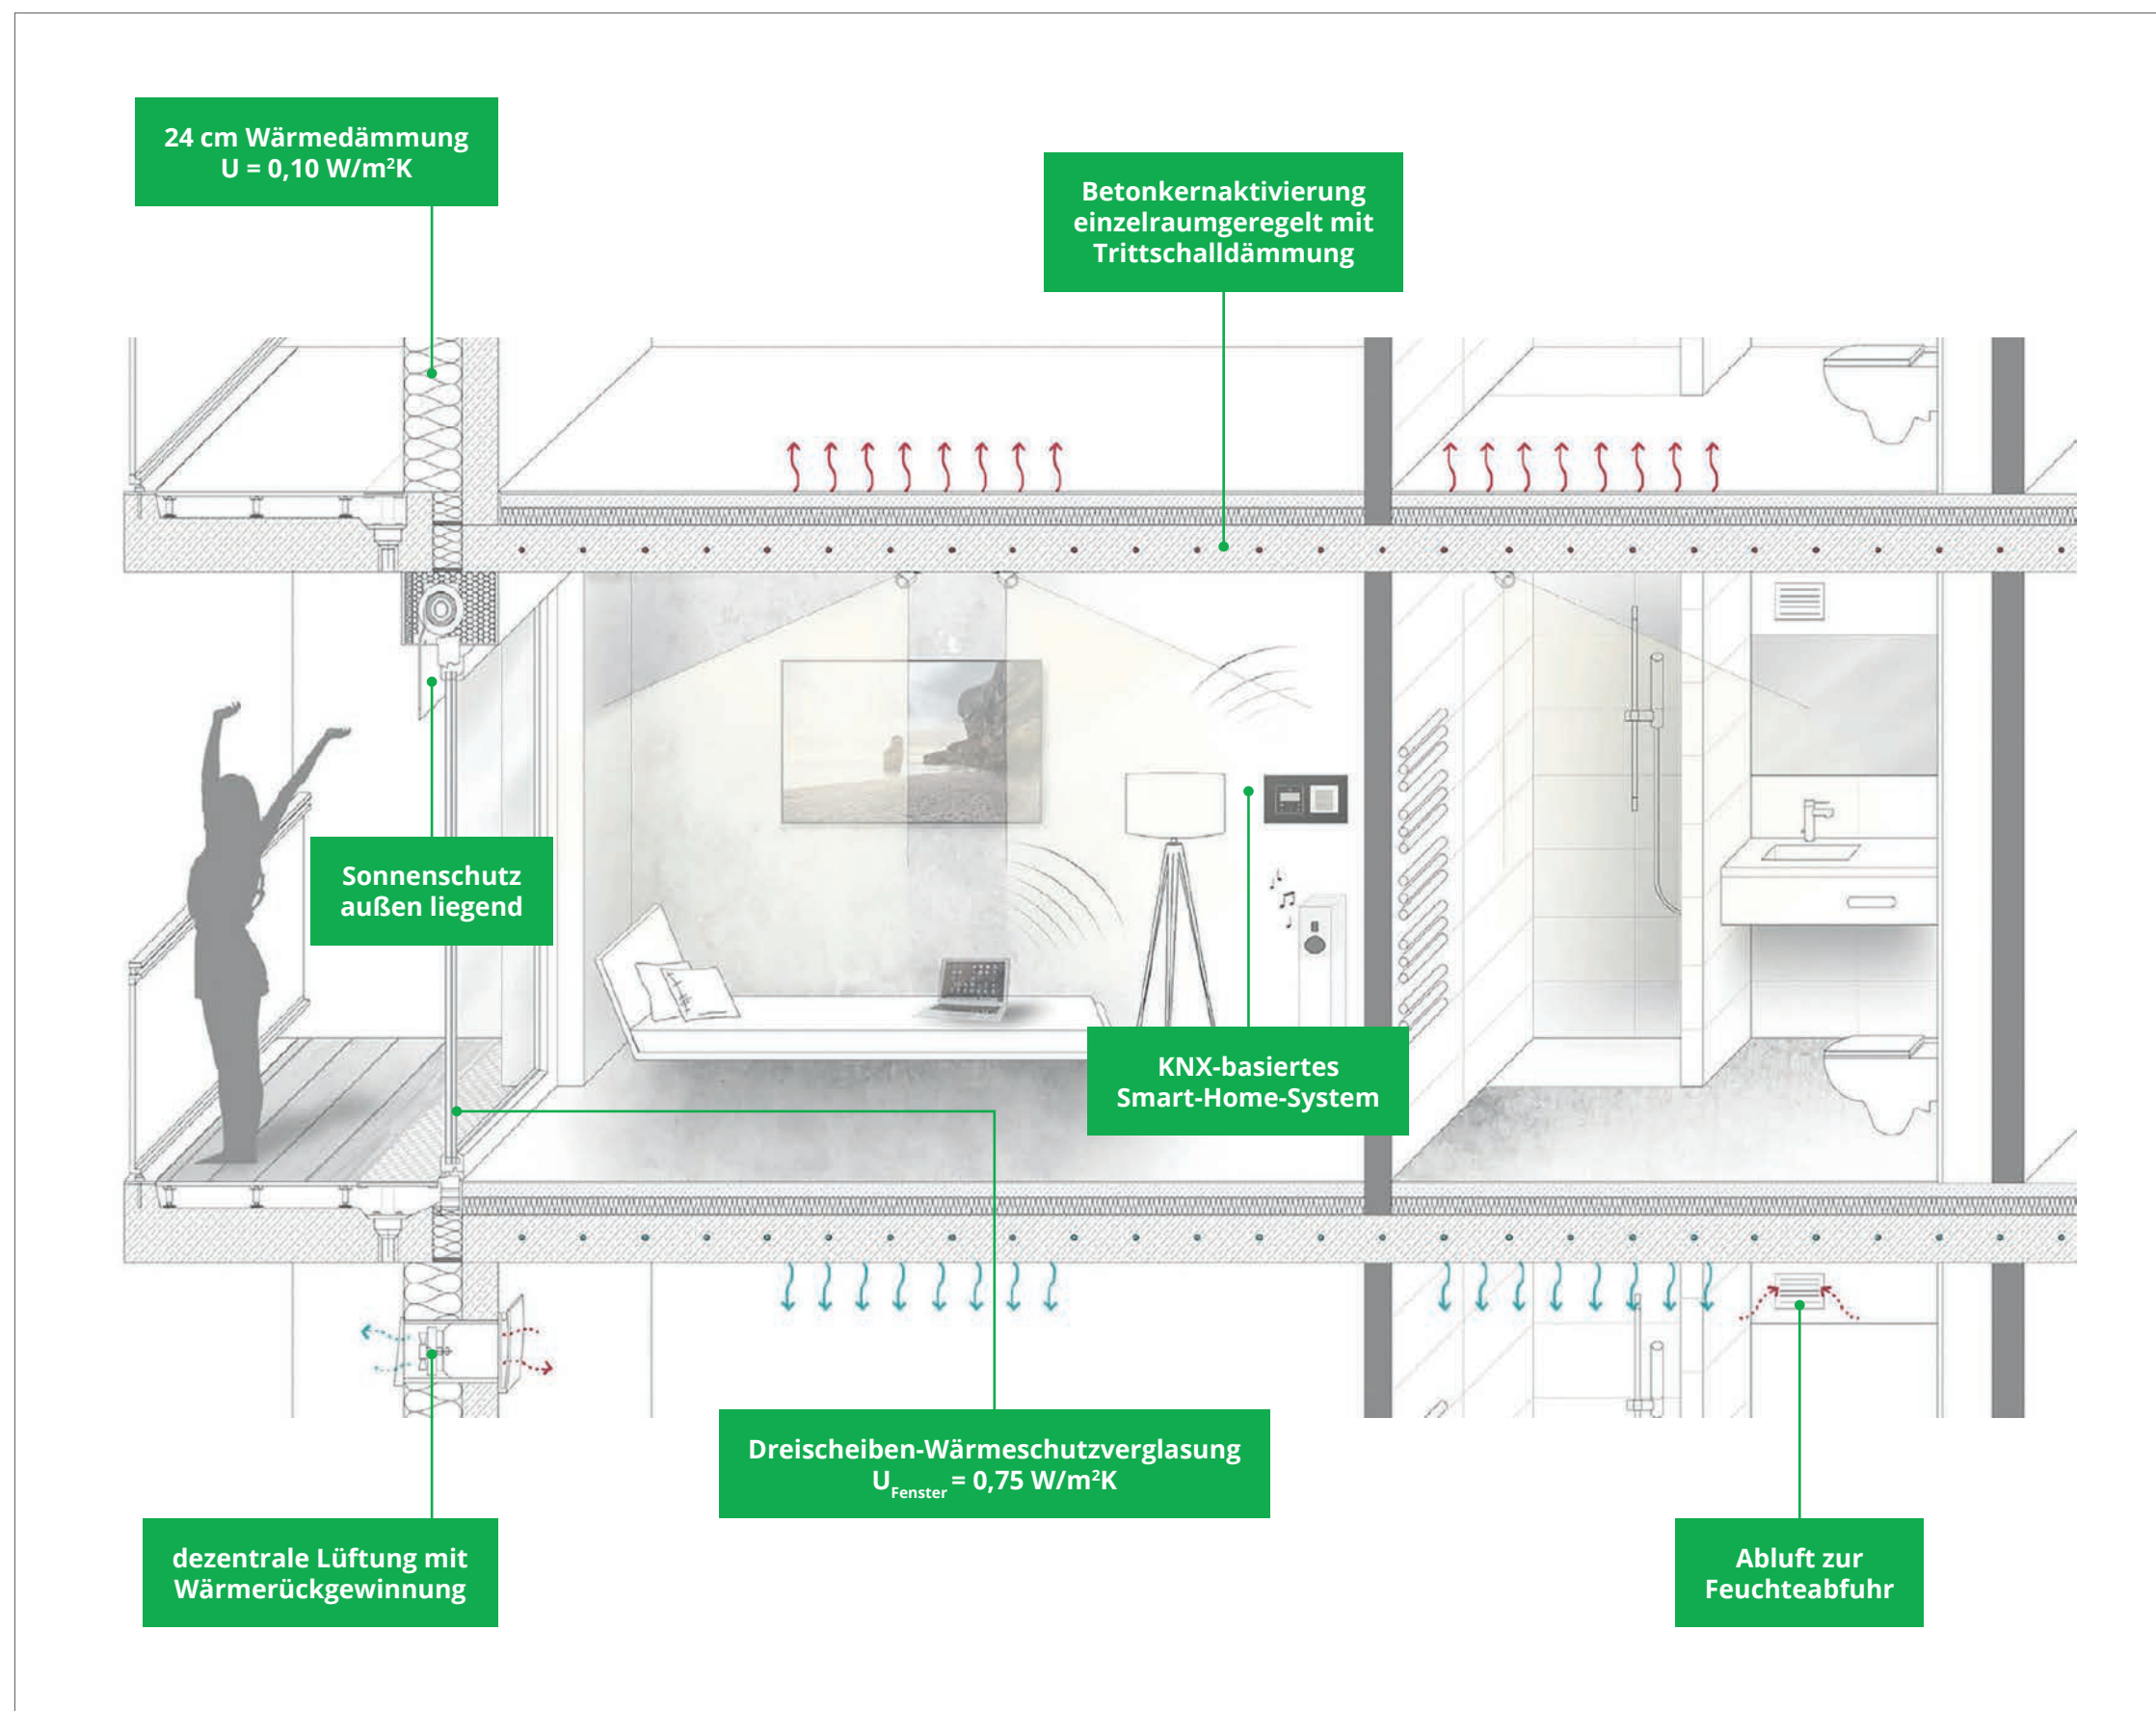 24 cm Wärmedämmung
U = 0,10 W/m²K
Betonkernaktivierung
einzelraumgeregelt mit
Trittschalldämmung
Sonnenschutz
außen liegend
KNX-basiertes
Smart-Home-System
Dreischeiben-Wärmeschutzverglasung
U_Fenster = 0,75 W/m²K
dezentrale Lüftung mit
Wärmerückgewinnung
Abluft zur
Feuchteabfuhr